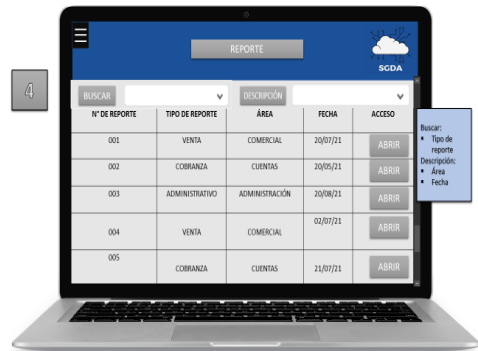 REPORTE
SGDA
4
BUSCAR DESCRIPCIÓN
N° DE REPORTE TIPO DE REPORTE ÁREA FECHA ACCESO
001 VENTA COMERCIAL 20/07/21 ABRIR
002 COBRANZA CUENTAS 20/05/21 ABRIR
003 ADMINISTRATIVO ADMINISTRACIÓN 20/08/21 ABRIR
004 VENTA COMERCIAL 02/07/21 ABRIR
005 COBRANZA CUENTAS 21/07/21 ABRIR
Buscar:
▪ Tipo de
reporte
Descripción:
▪ Área
▪ Fecha